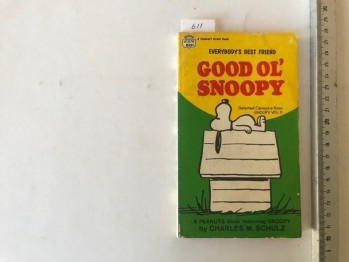 611
EVERYBODY'S BEST FRIEND
GOOD OL'
SNOOPY
Selected Cartoons from
SNOOPY VOL. 1
A PEANUTS Book featuring SNOOPY
by CHARLES M. SCHULZ